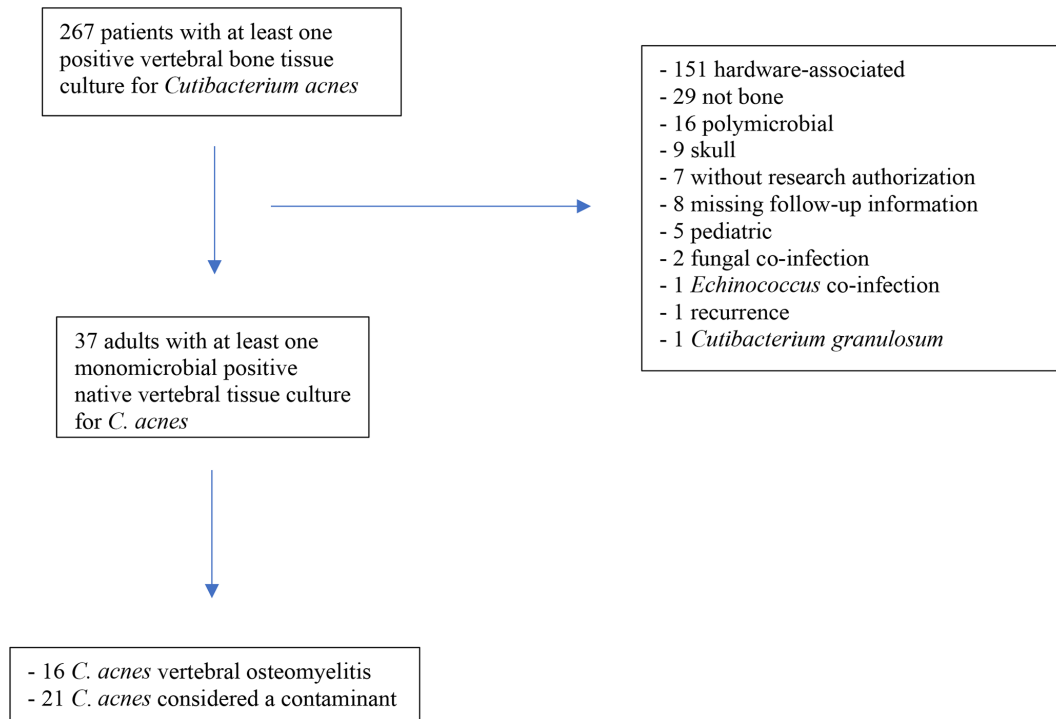 267 patients with at least one
positive vertebral bone tissue
culture for Cutibacterium acnes
- 151 hardware-associated
- 29 not bone
- 16 polymicrobial
- 9 skull
- 7 without research authorization
- 8 missing follow-up information
- 5 pediatric
- 2 fungal co-infection
- 1 Echinococcus co-infection
- 1 recurrence
- 1 Cutibacterium granulosum
37 adults with at least one
monomicrobial positive
native vertebral tissue culture
for C. acnes
- 16 C. acnes vertebral osteomyelitis
- 21 C. acnes considered a contaminant